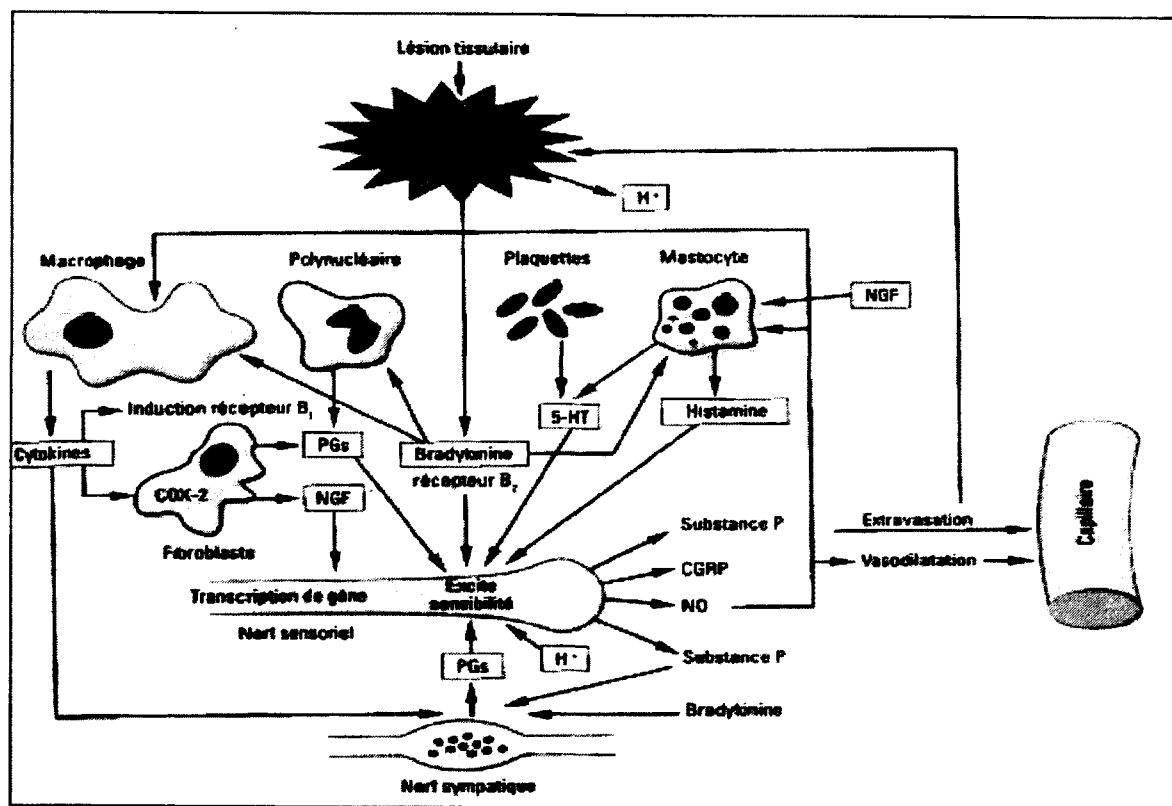 Lésion tissulaire
H+
Macrophage
Polynucléaire
Plaquettes
Mastocyte
NGF
Induction récepteur B1
5-HT
Histamine
Cytokines
PGs
Bradykinine
récepteur B2
COX-2
NGF
Fibroblaste
Substance P
Extravasation
Capillaire
CGRP
Vasodilatation
Transcription de gène
Excite
sensibilité
NO
Nerf sensoriel
H+
Substance P
PGs
Bradykinine
Nerf sympatique